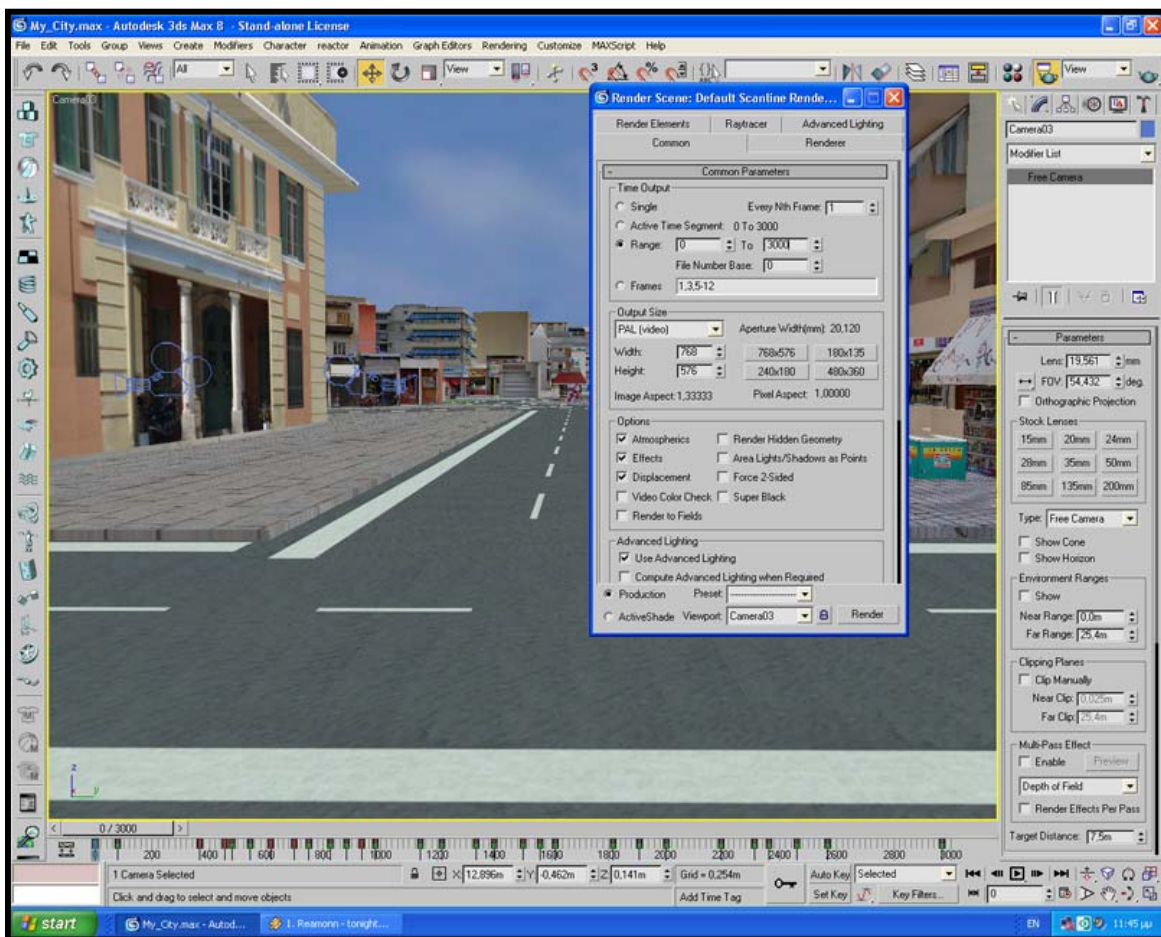 My_City.max - Autodesk 3ds Max 8 - Stand-alone License
File Edit Tools Group Views Create Modifiers Character reactor Animation Graph Editors Rendering Customize MAXScript Help
All View View
Camera03
Render Scene: Default Scanline Rende...
Render Elements Raytracer Advanced Lighting
Common Renderer
Common Parameters
Time Output
Single Every Nth Frame: 1
Active Time Segment: 0 To 3000
Range: 0 To 3000
File Number Base: 0
Frames 1,3,5-12
Output Size
PAL (video) Aperture Width(mm): 20,120
Width: 768 768x576 180x135
Height: 576 240x180 480x360
Image Aspect: 1,33333 Pixel Aspect: 1,00000
Options
Atmospherics Render Hidden Geometry
Effects Area Lights/Shadows as Points
Displacement Force 2-Sided
Video Color Check Super Black
Render to Fields
Advanced Lighting
Use Advanced Lighting
Compute Advanced Lighting when Required
Production Preset: --------------------
ActiveShade Viewport: Camera03 Render
Camera03
Modifier List
Free Camera
Parameters
Lens: 19,561 mm
FOV: 54,432 deg.
Orthographic Projection
Stock Lenses
15mm 20mm 24mm
28mm 35mm 50mm
85mm 135mm 200mm
Type: Free Camera
Show Cone
Show Horizon
Environment Ranges
Show
Near Range: 0,0m
Far Range: 25,4m
Clipping Planes
Clip Manually
Near Clip: 0,025m
Far Clip: 25,4m
Multi-Pass Effect
Enable Preview
Depth of Field
Render Effects Per Pass
Target Distance: 7,5m
z
x y
0 / 3000
200 400 600 800 1000 1200 1400 1600 1800 2000 2200 2400 2600 2800 3000
1 Camera Selected X: 12,896m Y: -0,462m Z: 0,141m Grid = 0,254m Auto Key Selected
Click and drag to select and move objects Add Time Tag Set Key Key Filters... 0
start My_City.max - Autod... 1. Reamonn - tonight... EN 11:45 μμ